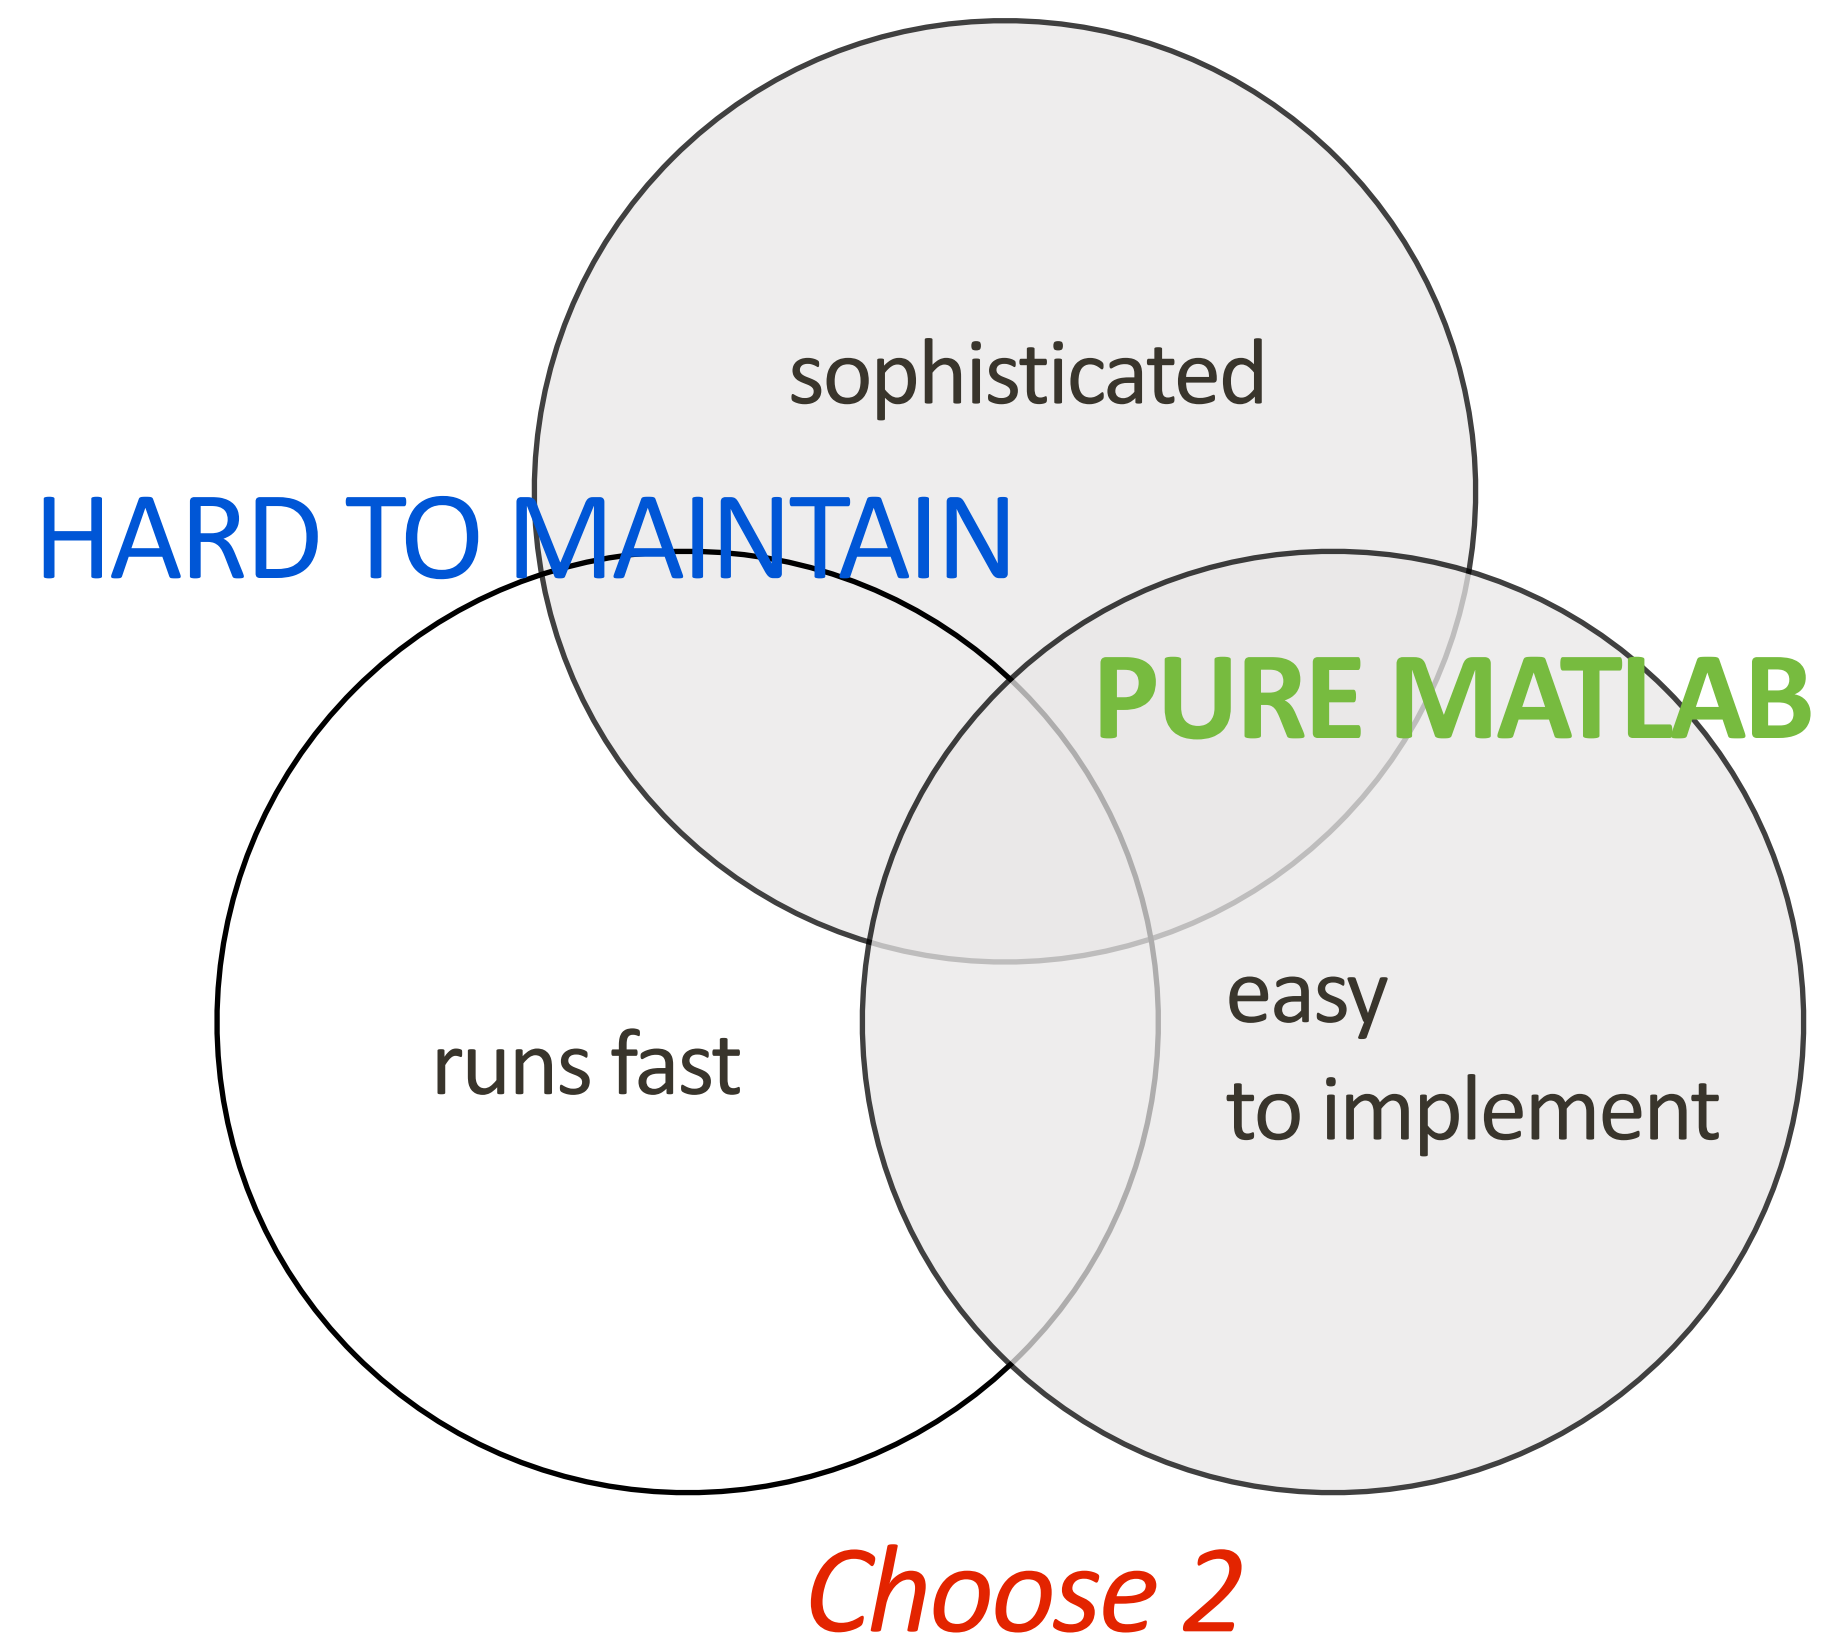 sophisticated
HARD TO MAINTAIN
PURE MATLAB
runs fast
easy
to implement
Choose 2